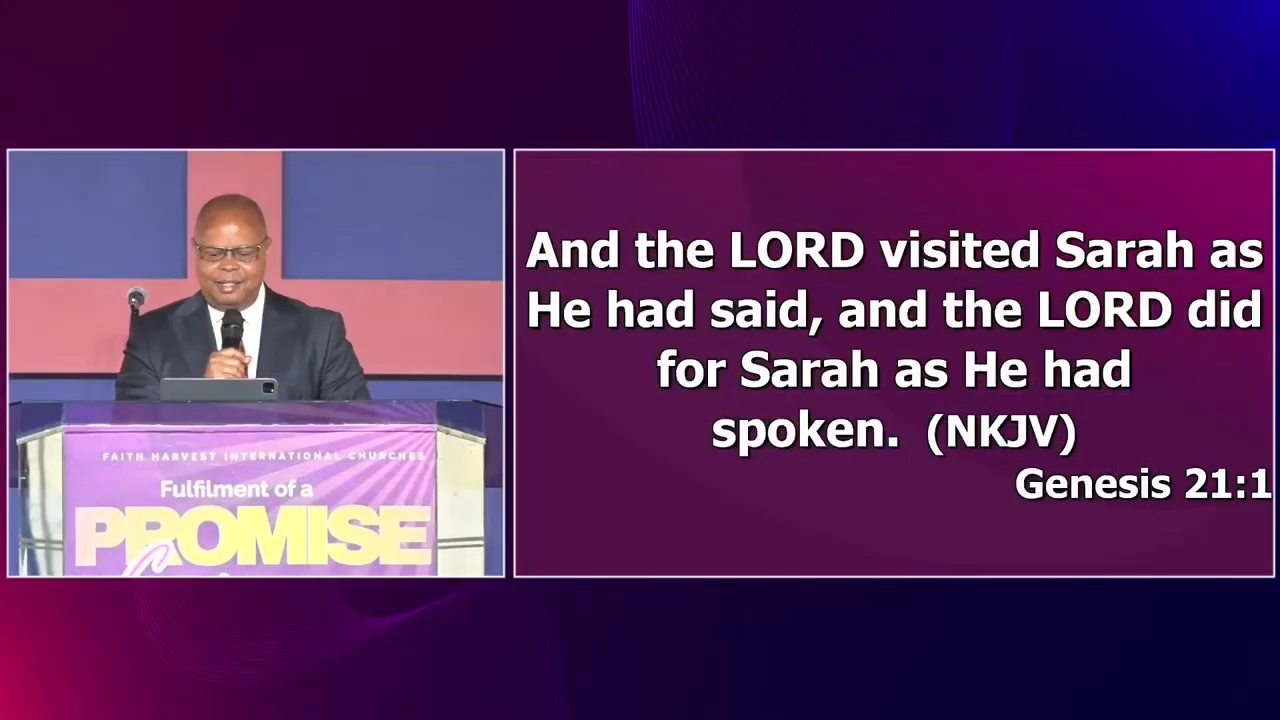 FAITH HARVEST INTERNATIONAL CHURCHES
Fulfilment of a
PROMISE
And the LORD visited Sarah as
He had said, and the LORD did
for Sarah as He had
spoken. (NKJV)
Genesis 21:1